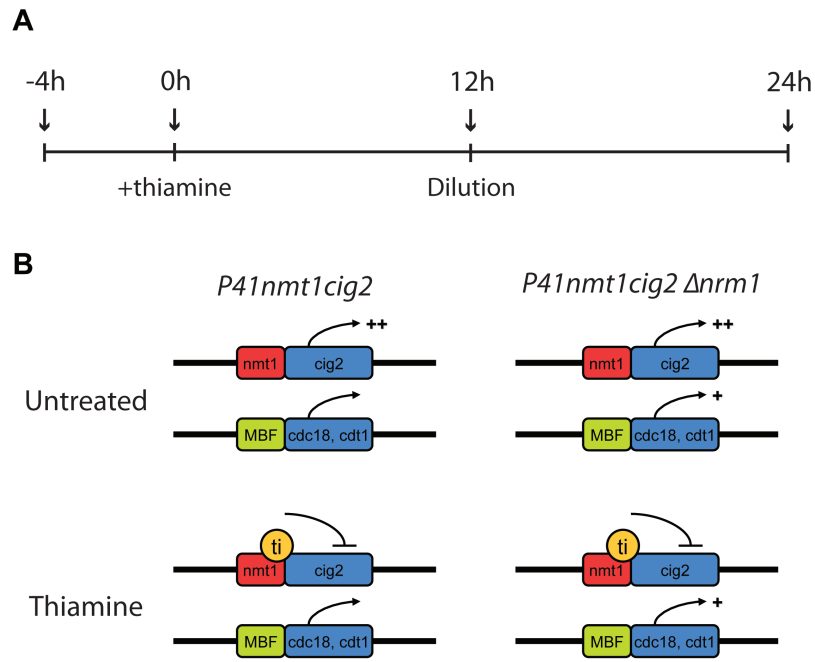 A
-4h 0h 12h 24h
+thiamine Dilution
B
P41nmt1cig2 P41nmt1cig2 Δnrm1
++ ++
nmt1 cig2 nmt1 cig2
Untreated
+
MBF cdc18, cdt1 MBF cdc18, cdt1
ti ti
nmt1 cig2 nmt1 cig2
Thiamine
+
MBF cdc18, cdt1 MBF cdc18, cdt1